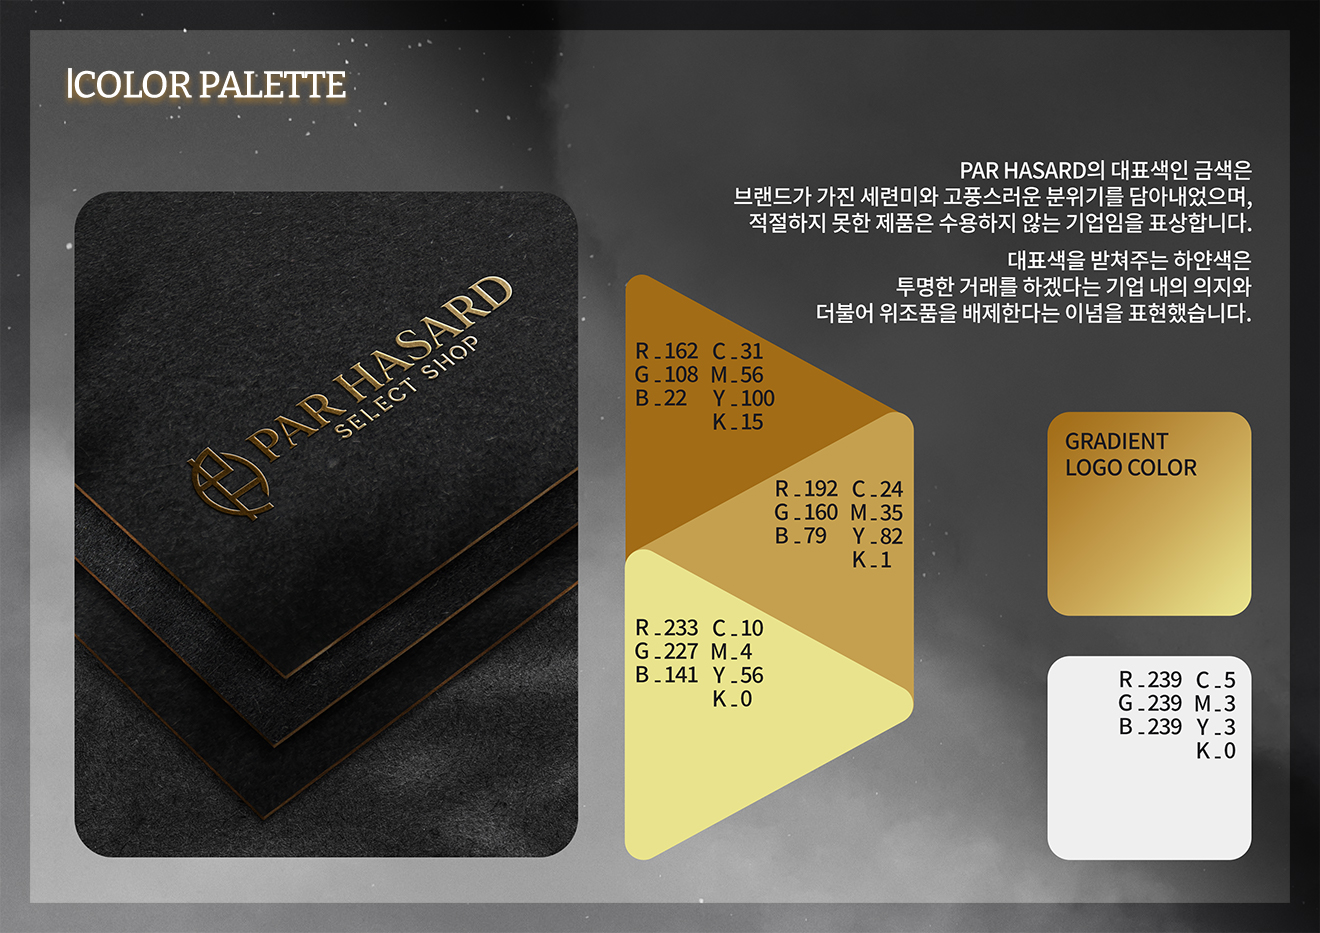 |COLOR PALETTE
PAR HASARD의 대표색인 금색은
브랜드가 가진 세련미와 고풍스러운 분위기를 담아내었으며,
적절하지 못한 제품은 수용하지 않는 기업임을 표상합니다.
대표색을 받쳐주는 하얀색은
투명한 거래를 하겠다는 기업 내의 의지와
더불어 위조품을 배제한다는 이념을 표현했습니다.
PAR HASARD
SELECT SHOP
R_162 C_31
G_108 M_56
B_22 Y_100
K_15
R_192 C_24
G_160 M_35
B_79 Y_82
K_1
R_233 C_10
G_227 M_4
B_141 Y_56
K_0
GRADIENT
LOGO COLOR
R_239 C_5
G_239 M_3
B_239 Y_3
K_0